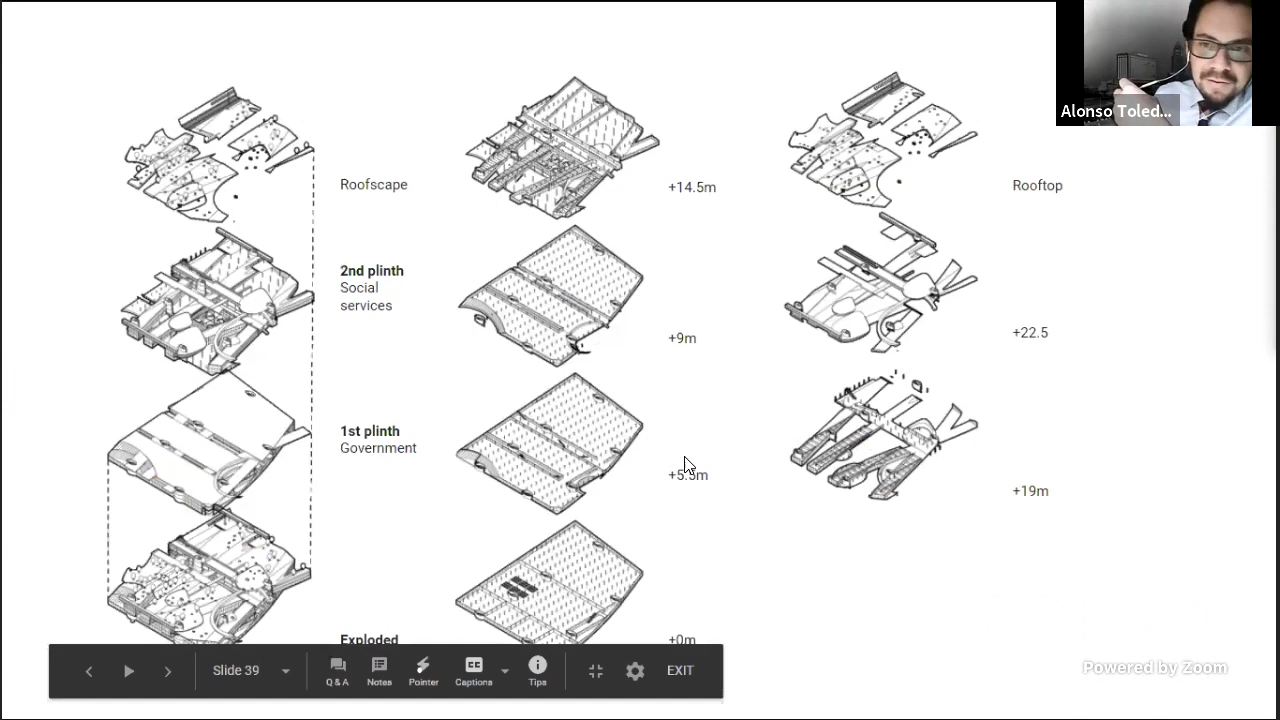 Alonso Toled...
Roofscape
2nd plinth
Social
services
1st plinth
Government
Exploded
+14.5m
+9m
+5.5m
+0m
Rooftop
+22.5
+19m
Slide 39
Q & A
Notes
Pointer
CC
Captions
Tips
EXIT
Powered by Zoom